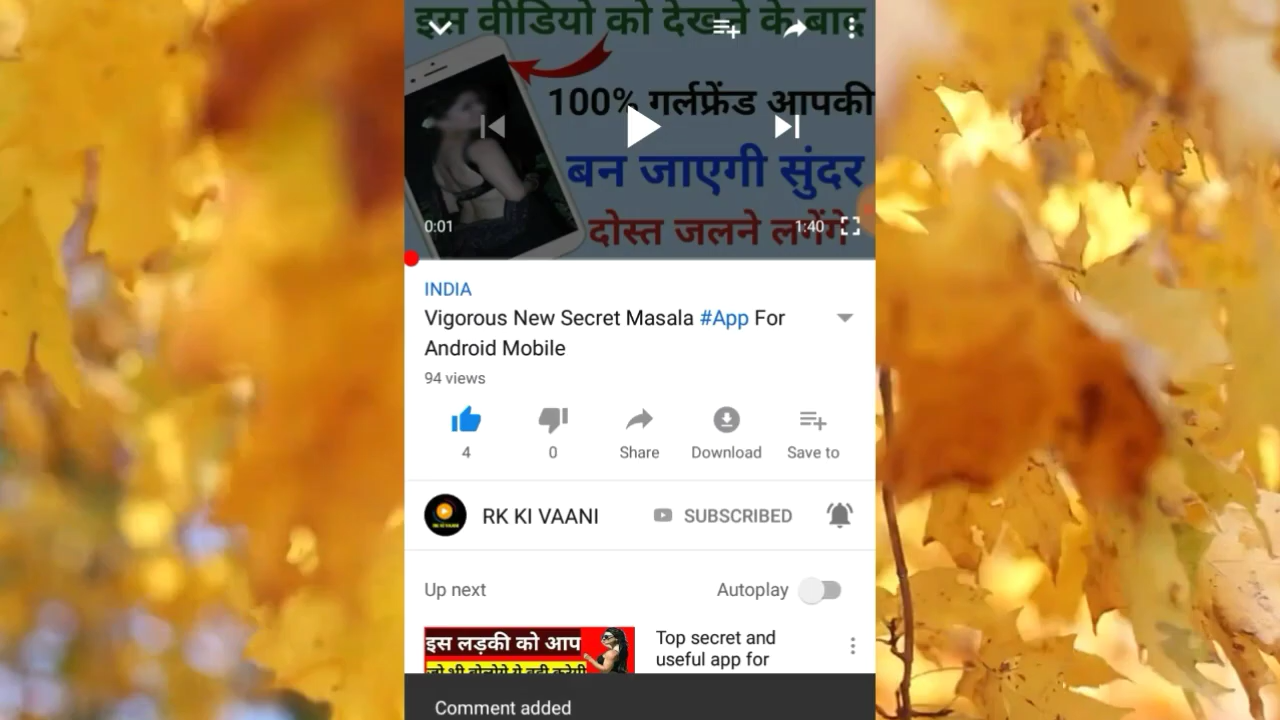 इस वीडियो को देखने के बाद
100% गर्लफ्रेंड आपकी
बन जाएगी सुंदर
0:01
1:40
दोस्त जलने लगेंगे
INDIA
Vigorous New Secret Masala #App For
Android Mobile
94 views
4
0
Share
Download
Save to
RK KI VAANI
SUBSCRIBED
Up next
Autoplay
इस लड़की को आप
Top secret and
useful app for
Comment added